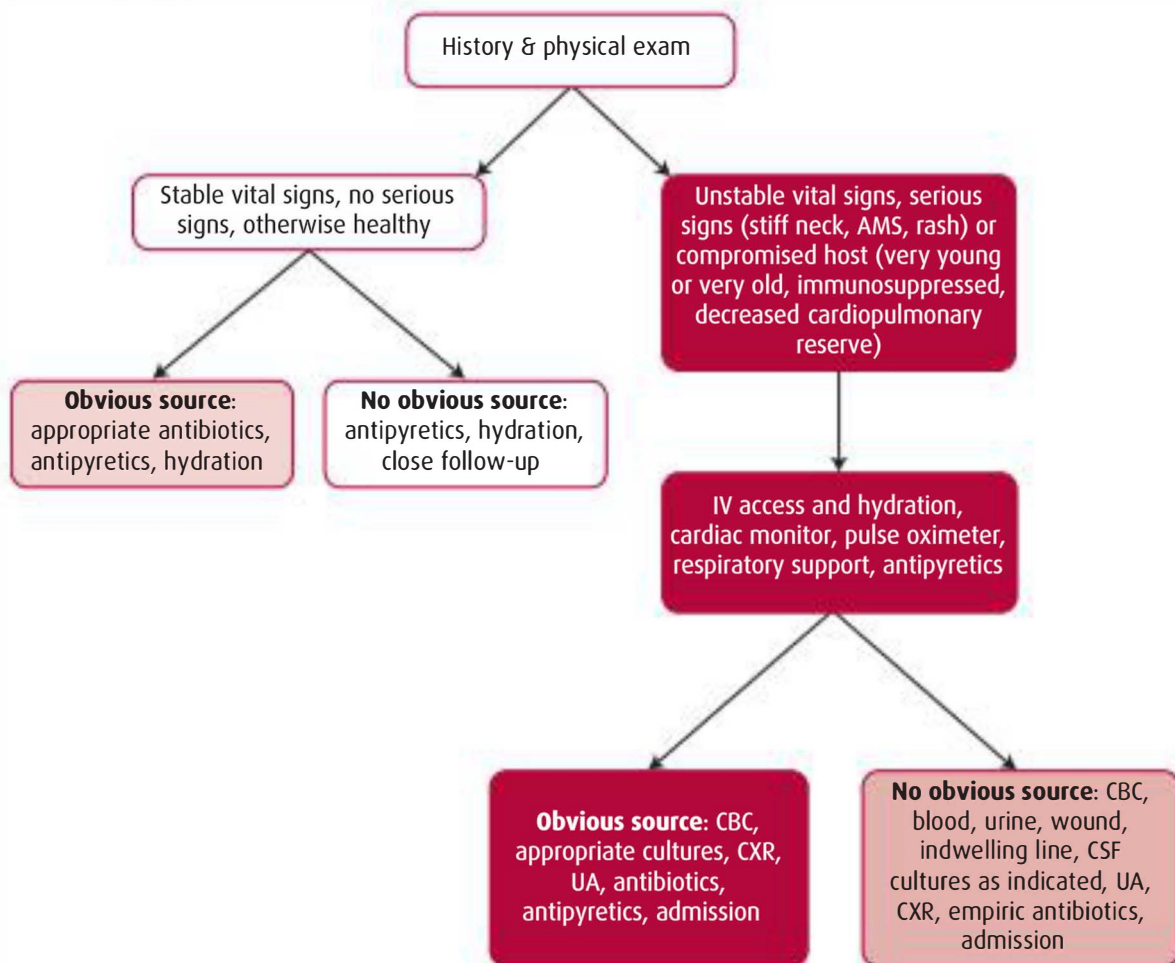 History & physical exam
Stable vital signs, no serious
signs, otherwise healthy
Unstable vital signs, serious
signs (stiff neck, AMS, rash) or
compromised host (very young
or very old, immunosuppressed,
decreased cardiopulmonary
reserve)
Obvious source:
appropriate antibiotics,
antipyretics, hydration
No obvious source:
antipyretics, hydration,
close follow-up
IV access and hydration,
cardiac monitor, pulse oximeter,
respiratory support, antipyretics
Obvious source: CBC,
appropriate cultures, CXR,
UA, antibiotics,
antipyretics, admission
No obvious source: CBC,
blood, urine, wound,
indwelling line, CSF
cultures as indicated, UA,
CXR, empiric antibiotics,
admission